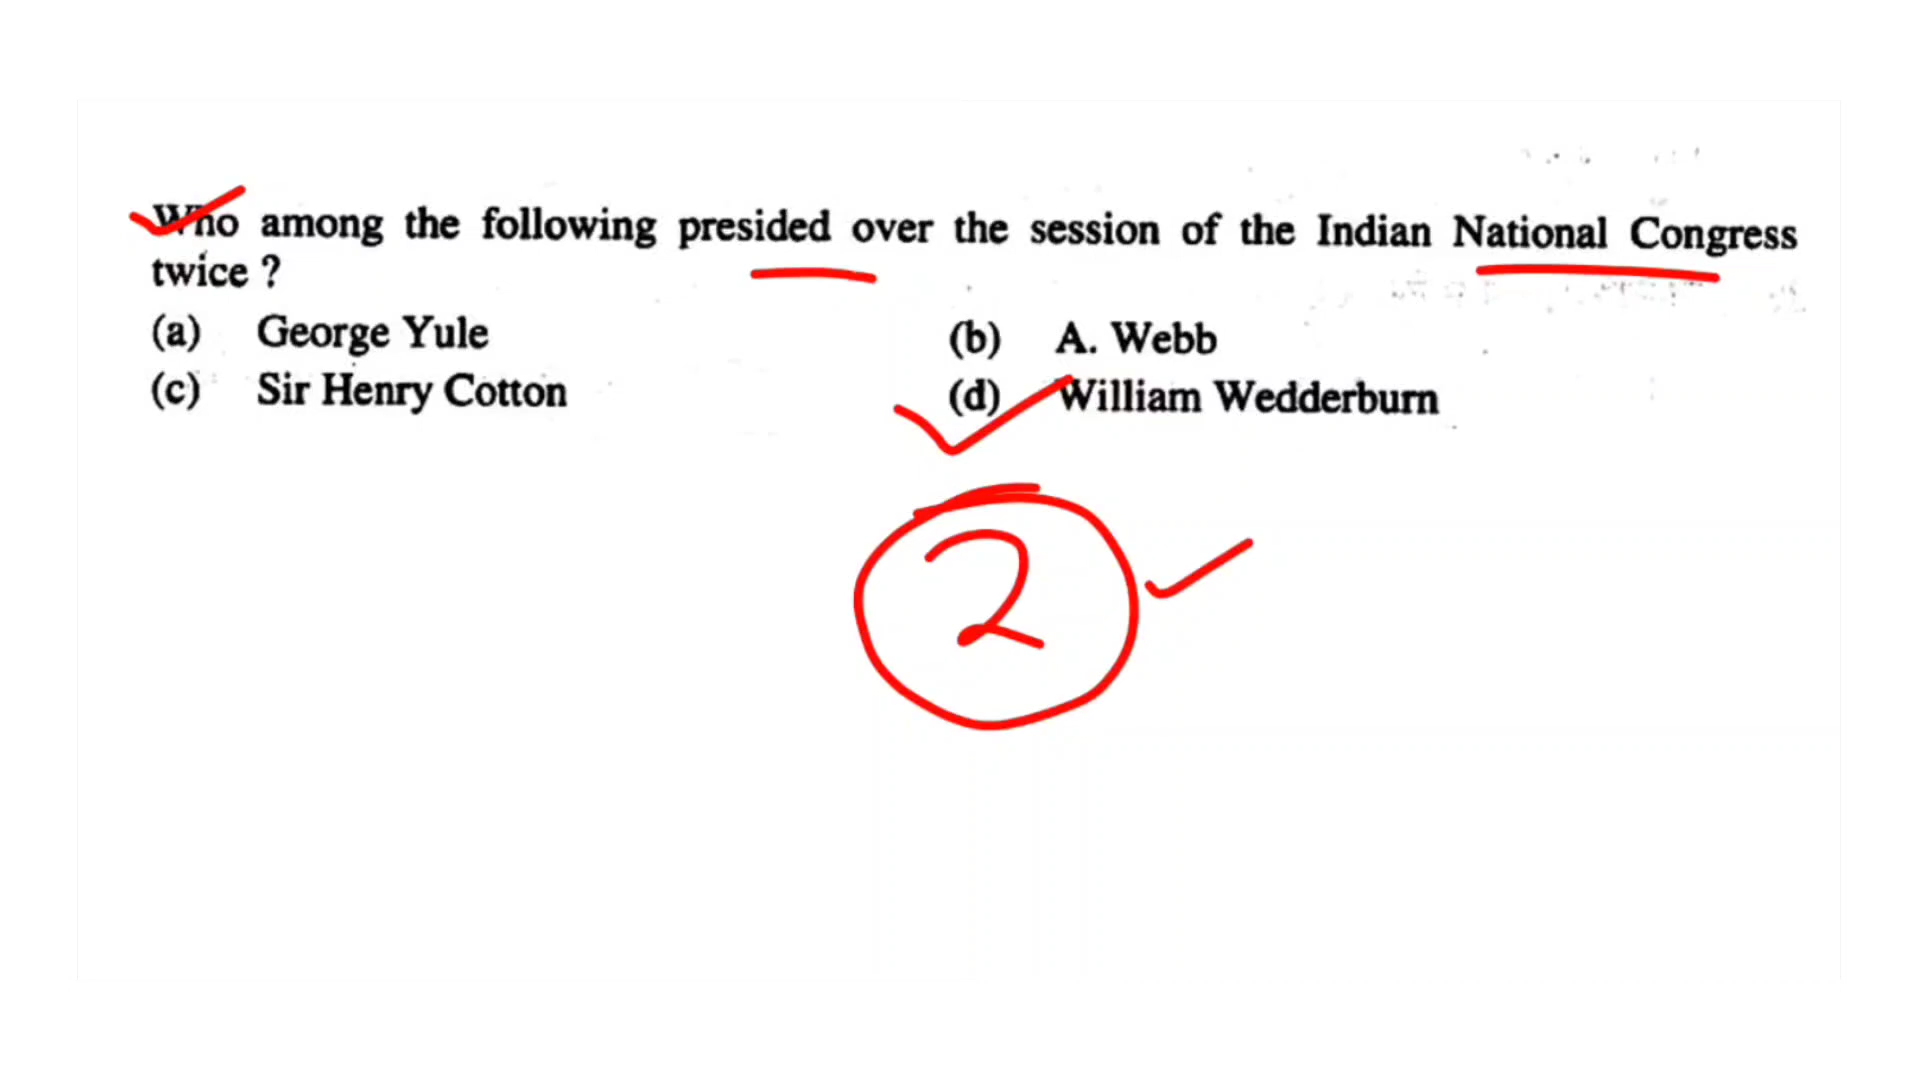 Who among the following presided over the session of the Indian National Congress
twice ?
(a) George Yule (b) A. Webb
(c) Sir Henry Cotton (d) William Wedderburn
2